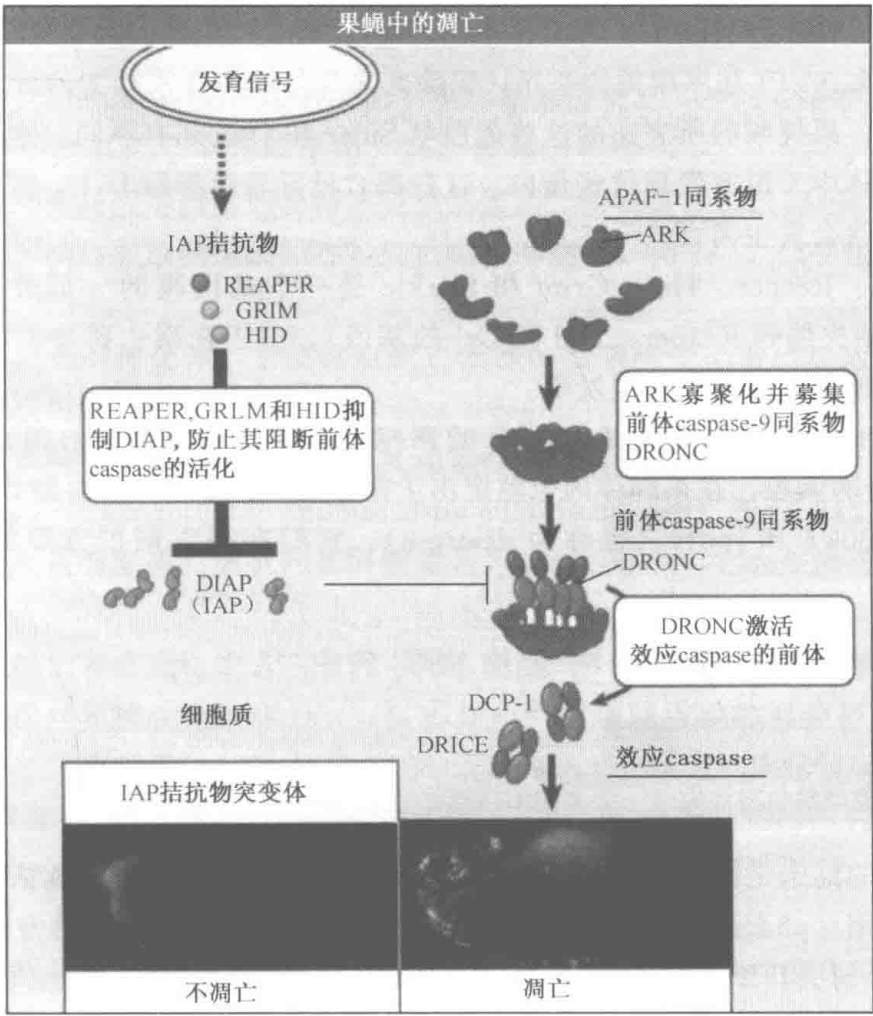 果蝇中的凋亡
发育信号
IAP拮抗物
REAPER
GRIM
HID
REAPER,GRLM和HID抑
制DIAP, 防止其阻断前体
caspase的活化
DIAP
(IAP)
细胞质
APAF-1同系物
ARK
ARK寡聚化并募集
前体caspase-9同系物
DRONC
前体caspase-9同系物
DRONC
DRONC激活
效应caspase的前体
DCP-1
DRICE
效应caspase
IAP拮抗物突变体
不凋亡
凋亡